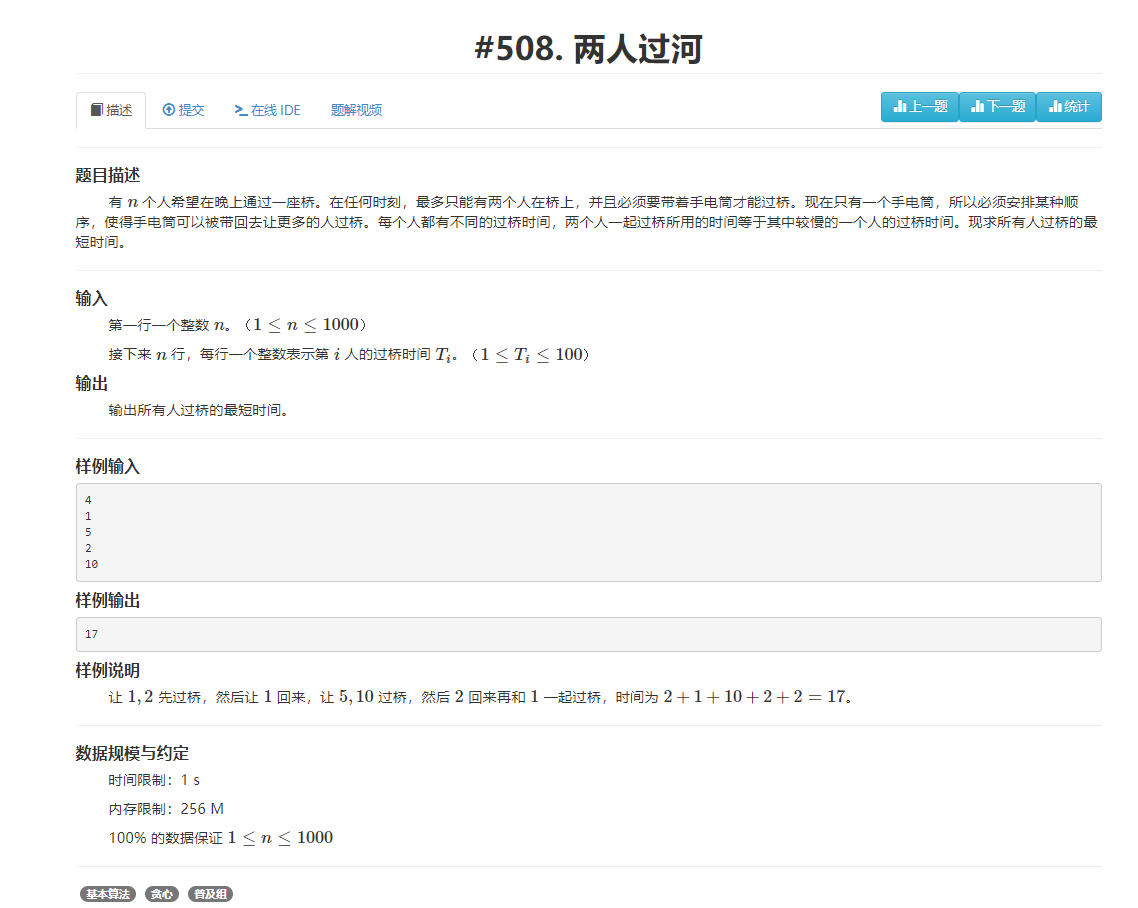 #508. 两人过河
描述 提交 在线 IDE 题解视频 上一题 下一题 统计
题目描述
有 n 个人希望在晚上通过一座桥。在任何时刻，最多只能有两个人在桥上，并且必须要带着手电筒才能过桥。现在只有一个手电筒，所以必须安排某种顺
序，使得手电筒可以被带回去让更多的人过桥。每个人都有不同的过桥时间，两个人一起过桥所用的时间等于其中较慢的一个人的过桥时间。现求所有人过桥的最
短时间。
输入
第一行一个整数 n。（1 ≤ n ≤ 1000）
接下来 n 行，每行一个整数表示第 i 人的过桥时间 Tᵢ。（1 ≤ Tᵢ ≤ 100）
输出
输出所有人过桥的最短时间。
样例输入
4
1
5
2
10
样例输出
17
样例说明
让 1, 2 先过桥，然后让 1 回来，让 5, 10 过桥，然后 2 回来再和 1 一起过桥，时间为 2 + 1 + 10 + 2 + 2 = 17。
数据规模与约定
时间限制：1 s
内存限制：256 M
100% 的数据保证 1 ≤ n ≤ 1000
基本算法 贪心 普及组